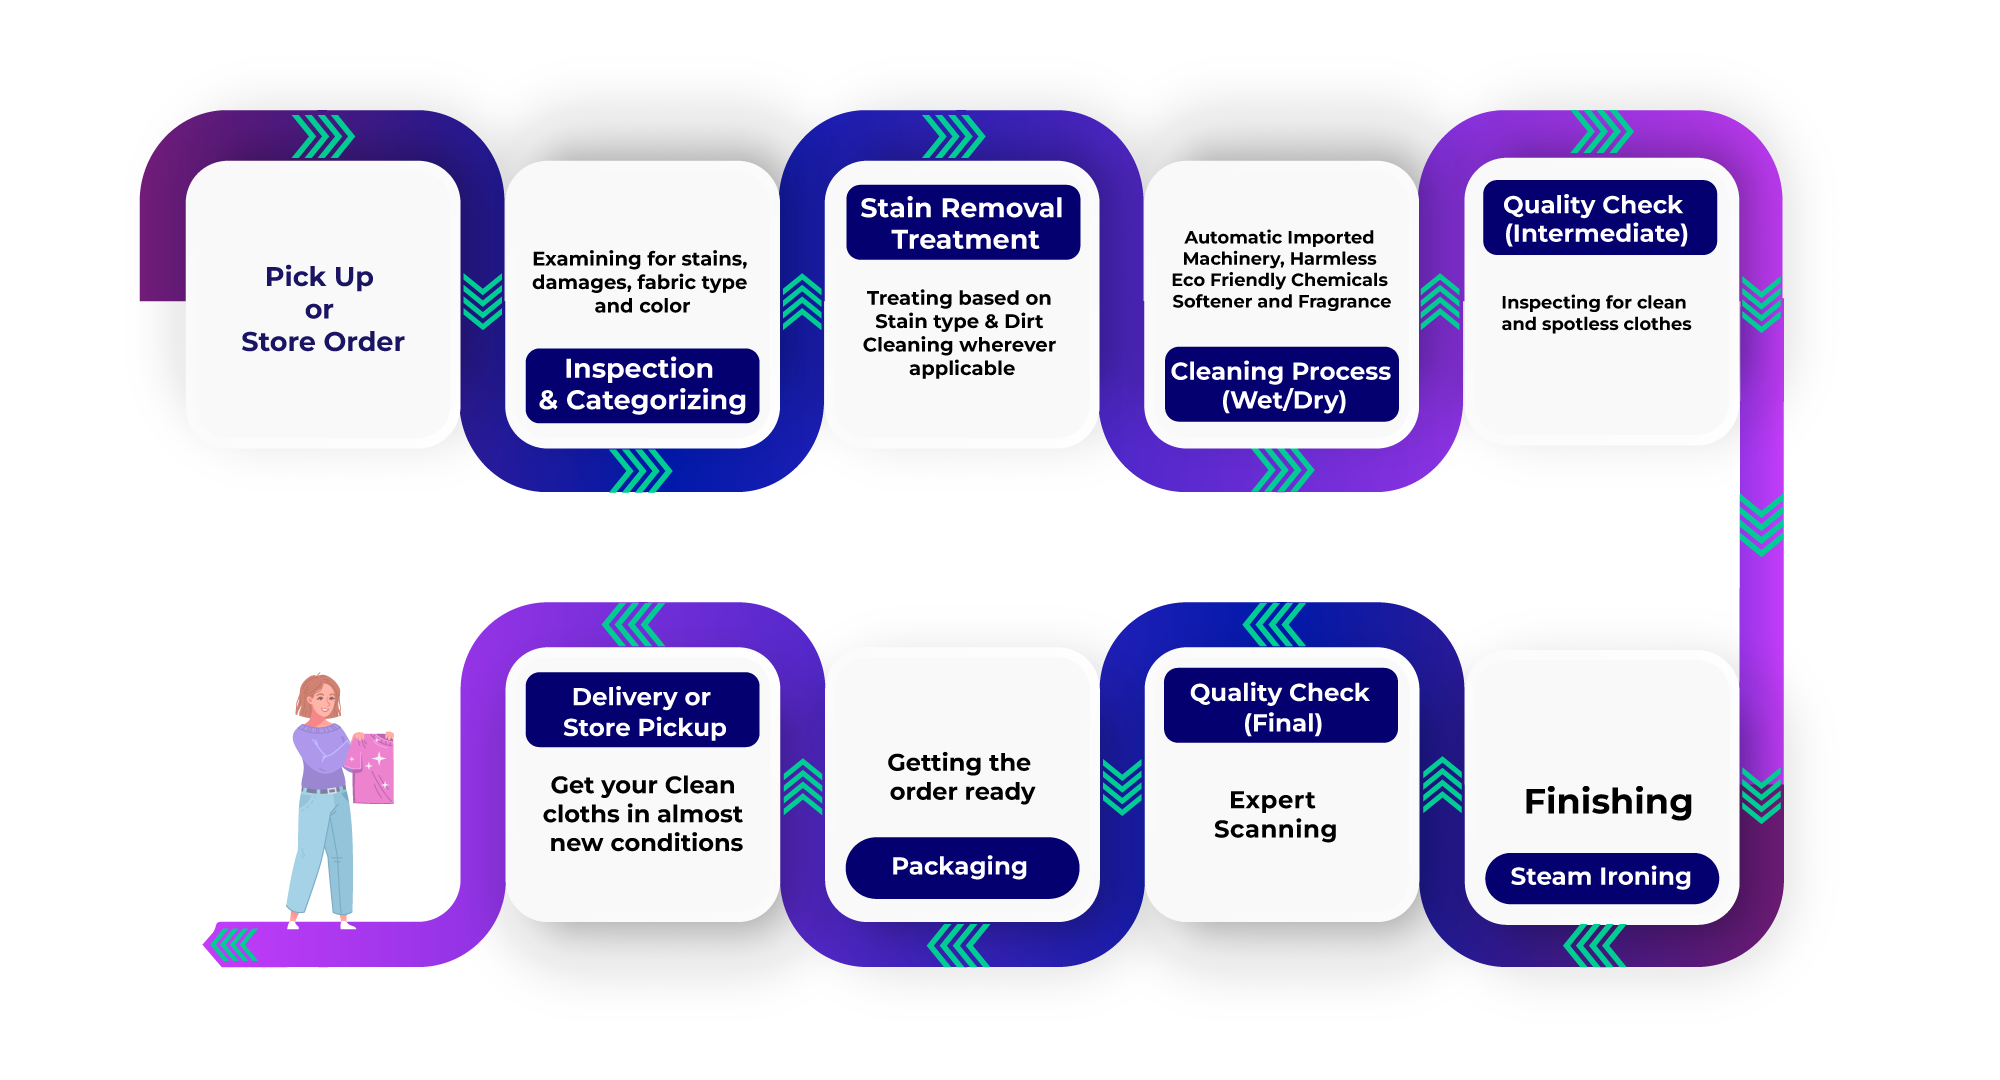 Pick Up
or
Store Order
Examining for stains,
damages, fabric type
and color
Inspection
& Categorizing
Stain Removal
Treatment
Treating based on
Stain type & Dirt
Cleaning wherever
applicable
Automatic Imported
Machinery, Harmless
Eco Friendly Chemicals
Softener and Fragrance
Cleaning Process
(Wet/Dry)
Quality Check
(Intermediate)
Inspecting for clean
and spotless clothes
Finishing
Steam Ironing
Quality Check
(Final)
Expert
Scanning
Getting the
order ready
Packaging
Delivery or
Store Pickup
Get your Clean
cloths in almost
new conditions